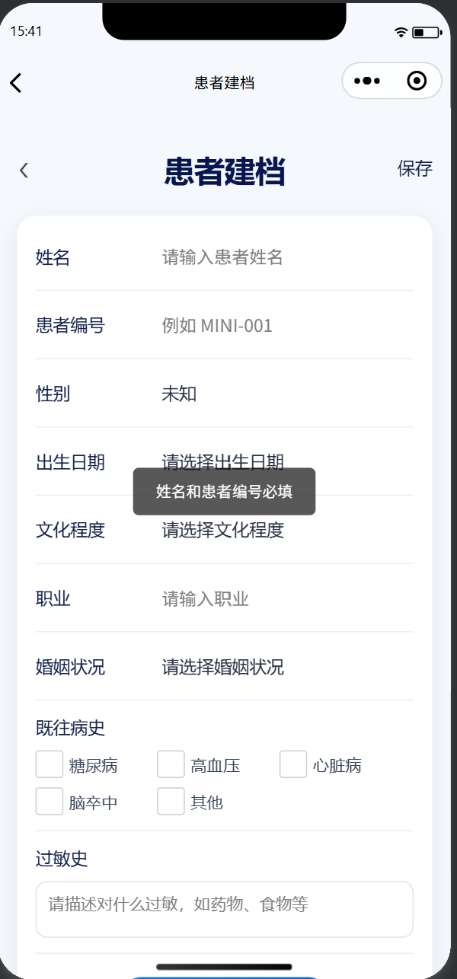 15:41
患者建档
患者建档
保存
姓名 请输入患者姓名
患者编号 例如 MINI-001
性别 未知
出生日期 请选择出生日期
姓名和患者编号必填
文化程度 请选择文化程度
职业 请输入职业
婚姻状况 请选择婚姻状况
既往病史
糖尿病 高血压 心脏病
脑卒中 其他
过敏史
请描述对什么过敏，如药物、食物等